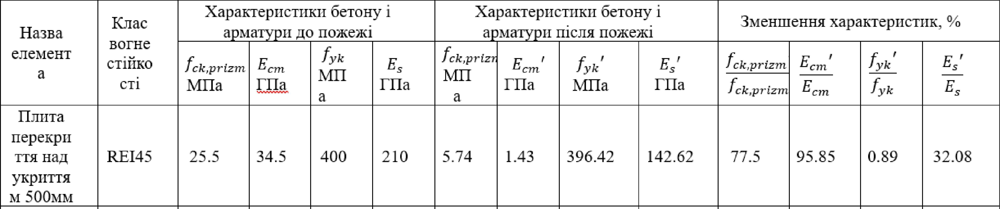 Назва
елемент
а
Клас
вогне
стійко
сті
Характеристики бетону і
арматури до пожежі
Характеристики бетону і
арматури після пожежі
Зменшення характеристик, %
f_ck,prizm
МПа
E_cm
ГПа
f_yk
МП
а
E_s
ГПа
f_ck,prizm
МП
а
E_cm′
ГПа
f_yk′
МПа
E_s′
ГПа
f_ck,prizm
f_ck,prizm
E_cm′
E_cm
f_yk′
f_yk
E_s′
E_s
Плита
перекри
ття над
укриття
м 500мм
REI45
25.5
34.5
400
210
5.74
1.43
396.42
142.62
77.5
95.85
0.89
32.08